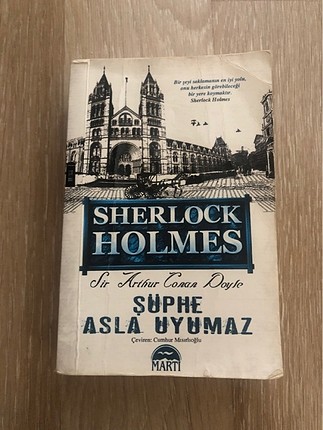 Bir şeyi saklamanın en iyi yolu,
onu herkesin görebileceği
bir yere koymaktır.
Sherlock Holmes
SHERLOCK
HOLMES
Sir Arthur Conan Doyle
ŞÜPHE
ASLA UYUMAZ
Çeviren: Cumhur Mısırlıoğlu
MARTI